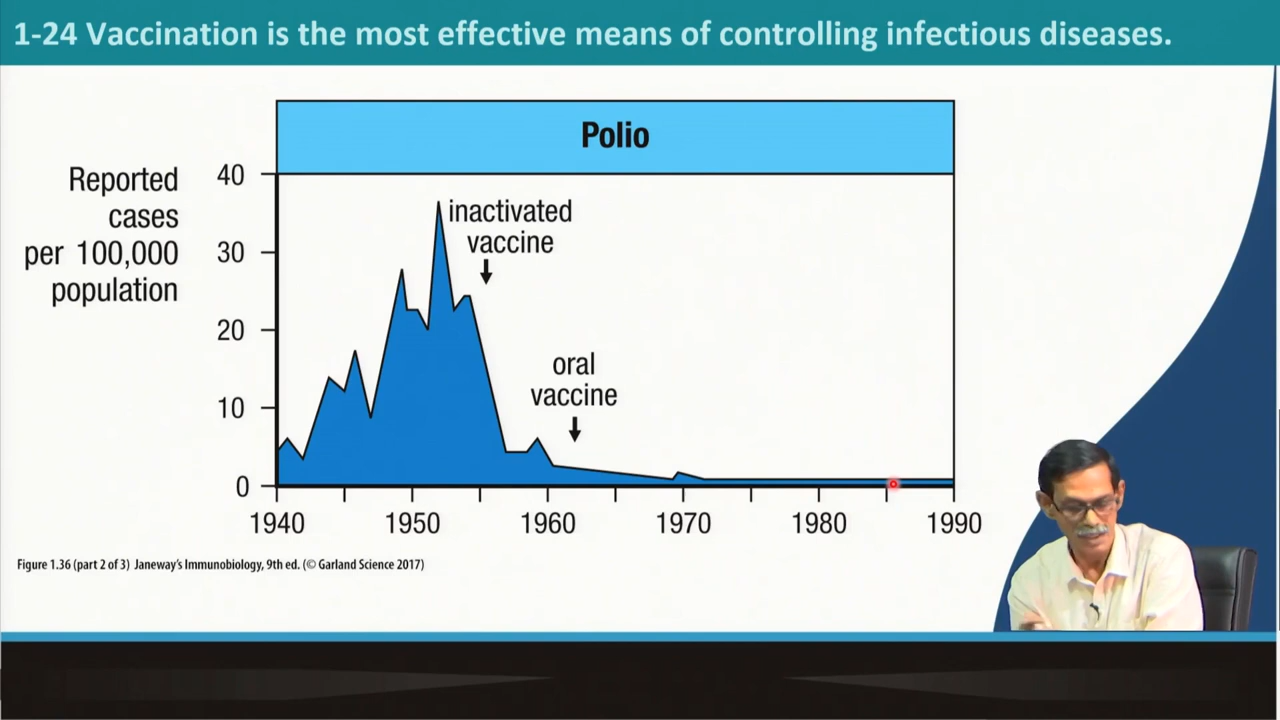 1-24 Vaccination is the most effective means of controlling infectious diseases.
Polio
Reported
cases
per 100,000
population
40
30
20
10
0
inactivated
vaccine
oral
vaccine
1940
1950
1960
1970
1980
1990
Figure 1.36 (part 2 of 3) Janeway's Immunobiology, 9th ed. (© Garland Science 2017)